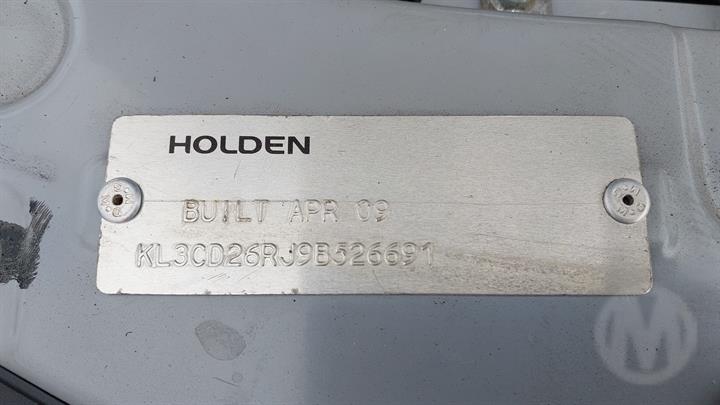 HOLDEN
BUILT APR 09
KL3CD26RJ9B526691
M